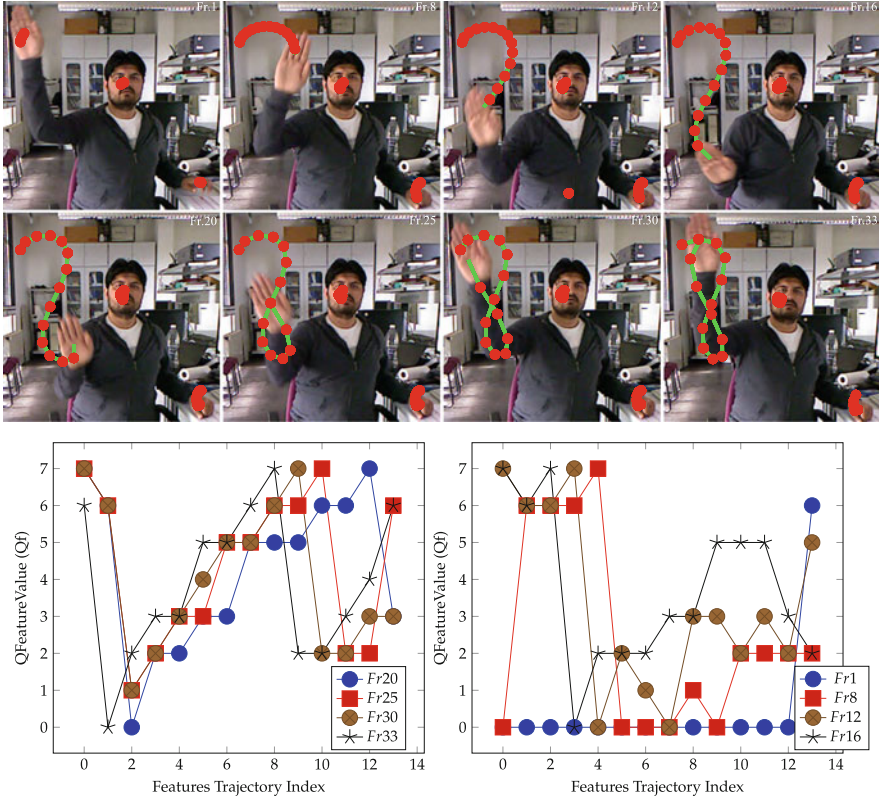 Fr.1
Fr.8
Fr.12
Fr.16
Fr.20
Fr.25
Fr.30
Fr.33
QFeatureValue (Qf)
7
6
5
4
3
2
1
0
0 2 4 6 8 10 12 14
Features Trajectory Index
Fr20
Fr25
Fr30
Fr33
QFeatureValue (Qf)
7
6
5
4
3
2
1
0
0 2 4 6 8 10 12 14
Features Trajectory Index
Fr1
Fr8
Fr12
Fr16